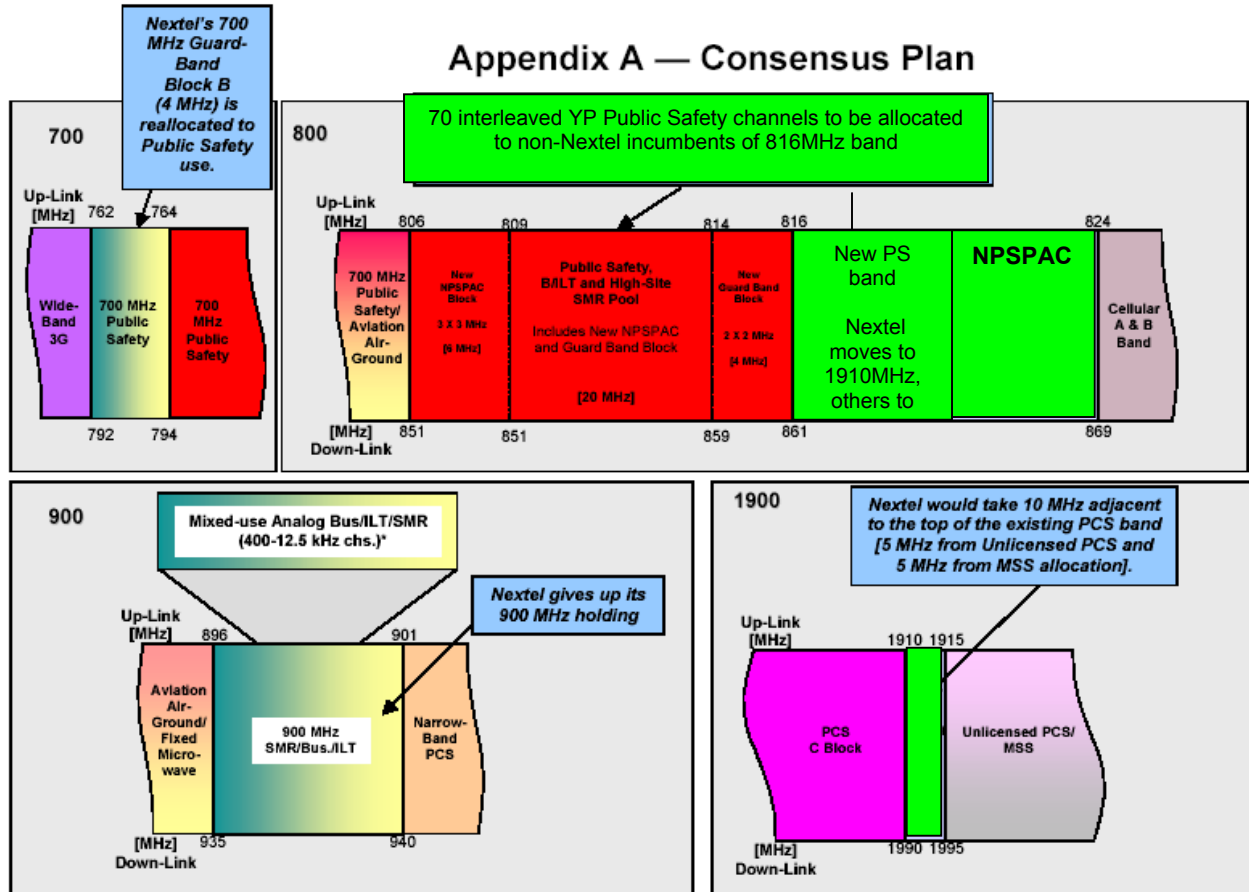 Appendix A — Consensus Plan
Nextel's 700
MHz Guard-
Band
Block B
(4 MHz) is
reallocated to
Public Safety
use.
700
Up-Link
[MHz]
762
764
Wide-
Band
3G
700 MHz
Public
Safety
700
MHz
Public
Safety
792
794
800
70 interleaved YP Public Safety channels to be allocated
to non-Nextel incumbents of 816MHz band
Up-Link
[MHz]
806
809
814
816
824
700 MHz
Public
Safety/
Aviation
Air-
Ground
New
NPSPAC
Block
3 X 3 MHz
[6 MHz]
Public Safety,
B/ILT and High-Site
SMR Pool
Includes New NPSPAC
and Guard Band Block
[20 MHz]
New
Guard Band
Block
2 X 2 MHz
[4 MHz]
New PS
band
Nextel
moves to
1910MHz,
others to
NPSPAC
Cellular
A & B
Band
[MHz]
Down-Link
851
851
859
861
869
900
Mixed-use Analog Bus/ILT/SMR
(400-12.5 kHz chs.)*
Nextel gives up its
900 MHz holding
Up-Link
[MHz]
896
901
Aviation
Air-
Ground/
Fixed
Micro-
wave
900 MHz
SMR/Bus./ILT
Narrow-
Band
PCS
[MHz]
Down-Link
935
940
1900
Nextel would take 10 MHz adjacent
to the top of the existing PCS band
[5 MHz from Unlicensed PCS and
5 MHz from MSS allocation].
Up-Link
[MHz]
1910
1915
PCS
C Block
Unlicensed PCS/
MSS
[MHz]
Down-Link
1990
1995